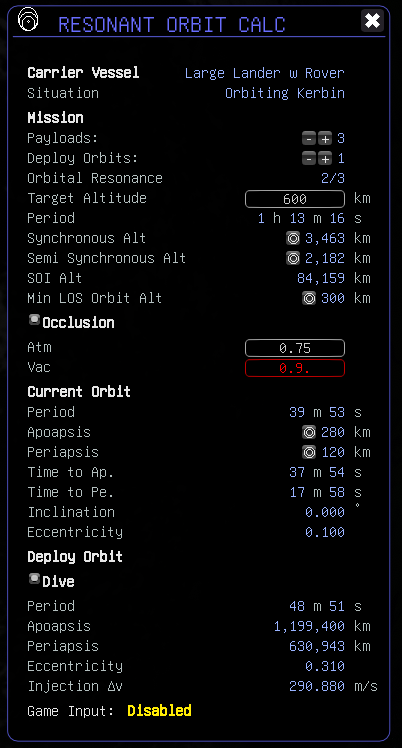 RESONANT ORBIT CALC
Carrier Vessel Large Lander w Rover
Situation Orbiting Kerbin
Mission
Payloads: - + 3
Deploy Orbits: - + 1
Orbital Resonance 2/3
Target Altitude 600 km
Period 1 h 13 m 16 s
Synchronous Alt 3,463 km
Semi Synchronous Alt 2,182 km
SOI Alt 84,159 km
Min LOS Orbit Alt 300 km
Occlusion
Atm 0.75
Vac 0.9.
Current Orbit
Period 39 m 53 s
Apoapsis 280 km
Periapsis 120 km
Time to Ap. 37 m 54 s
Time to Pe. 17 m 58 s
Inclination 0.000 °
Eccentricity 0.100
Deploy Orbit
Dive
Period 48 m 51 s
Apoapsis 1,199,400 km
Periapsis 630,943 km
Eccentricity 0.310
Injection Δv 290.880 m/s
Game Input: Disabled